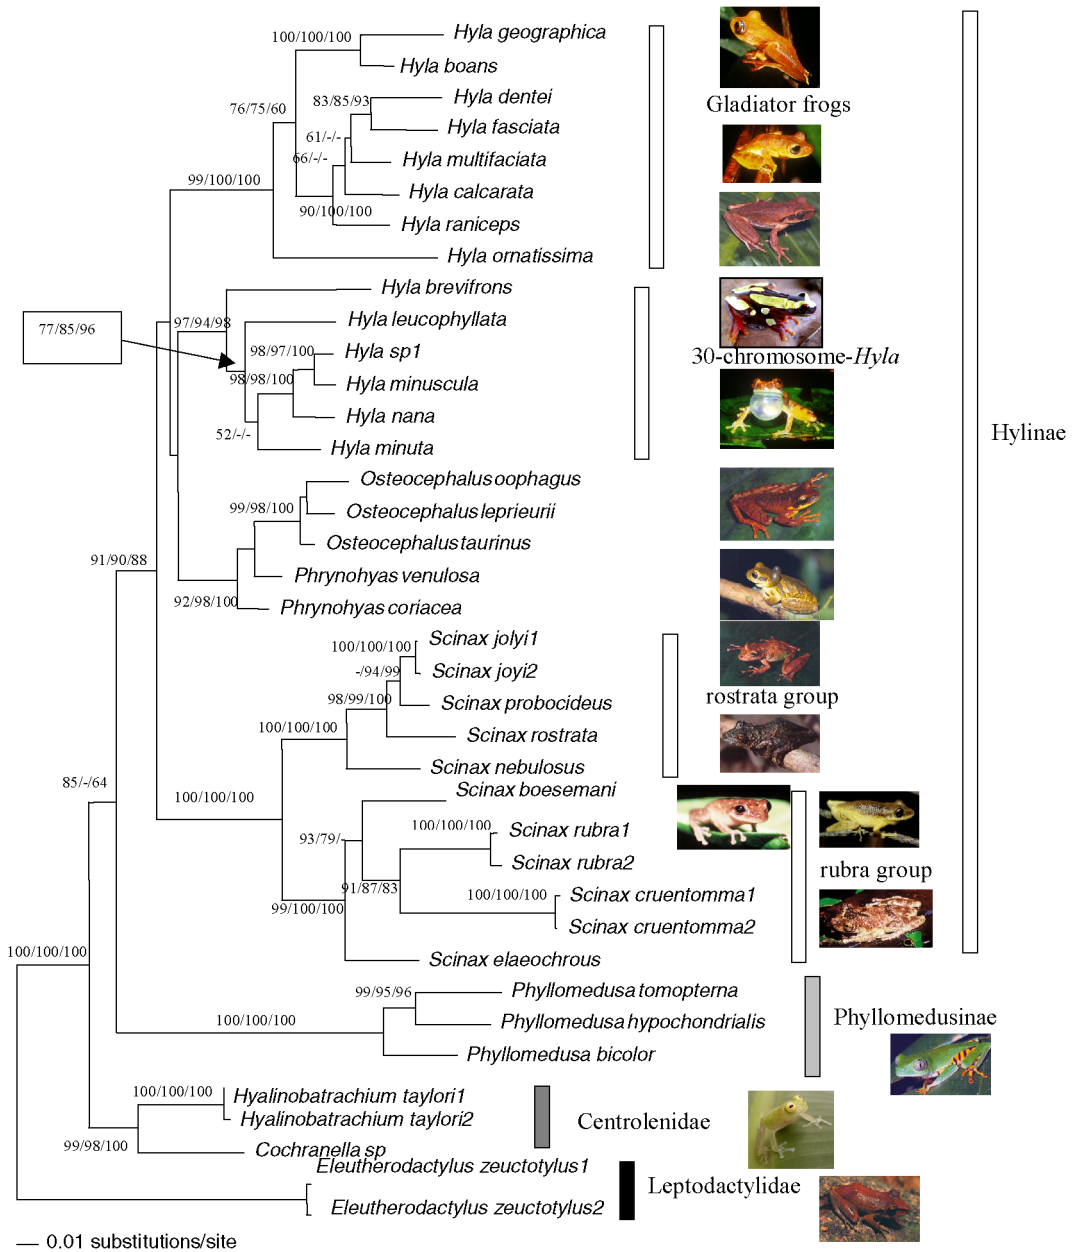 Hyla geographica
100/100/100
Hyla boans
Hyla dentei
83/85/93
76/75/60
Gladiator frogs
Hyla fasciata
61/-/-
66/-/-
Hyla multifaciata
99/100/100
Hyla calcarata
90/100/100
Hyla raniceps
Hyla ornatissima
Hyla brevifrons
77/85/96
97/94/98
Hyla leucophyllata
98/97/100
Hyla sp1
30-chromosome-Hyla
98/98/100
Hyla minuscula
Hyla nana
52/-/-
Hyla minuta
Hylinae
Osteocephalus oophagus
99/98/100
Osteocephalus leprieurii
Osteocephalus taurinus
91/90/88
Phrynohyas venulosa
92/98/100
Phrynohyas coriacea
Scinax jolyi1
100/100/100
-/94/99
Scinax joyi2
98/99/100
Scinax probocideus
rostrata group
100/100/100
Scinax rostrata
Scinax nebulosus
85/-/64
Scinax boesemani
100/100/100
100/100/100
Scinax rubra1
93/79/-
Scinax rubra2
rubra group
91/87/83
100/100/100
Scinax cruentomma1
99/100/100
Scinax cruentomma2
100/100/100
Scinax elaeochrous
99/95/96
Phyllomedusa tomopterna
100/100/100
Phyllomedusa hypochondrialis
Phyllomedusinae
Phyllomedusa bicolor
100/100/100
Hyalinobatrachium taylori1
Hyalinobatrachium taylori2
Centrolenidae
99/98/100
Cochranella sp
Eleutherodactylus zeuctotylus1
Leptodactylidae
Eleutherodactylus zeuctotylus2
0.01 substitutions/site